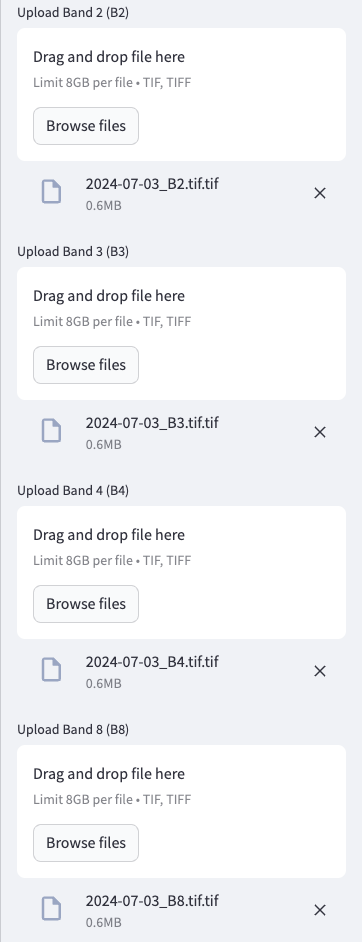 Upload Band 2 (B2)
Drag and drop file here
Limit 8GB per file • TIF, TIFF
Browse files
2024-07-03_B2.tif.tif
0.6MB
Upload Band 3 (B3)
Drag and drop file here
Limit 8GB per file • TIF, TIFF
Browse files
2024-07-03_B3.tif.tif
0.6MB
Upload Band 4 (B4)
Drag and drop file here
Limit 8GB per file • TIF, TIFF
Browse files
2024-07-03_B4.tif.tif
0.6MB
Upload Band 8 (B8)
Drag and drop file here
Limit 8GB per file • TIF, TIFF
Browse files
2024-07-03_B8.tif.tif
0.6MB